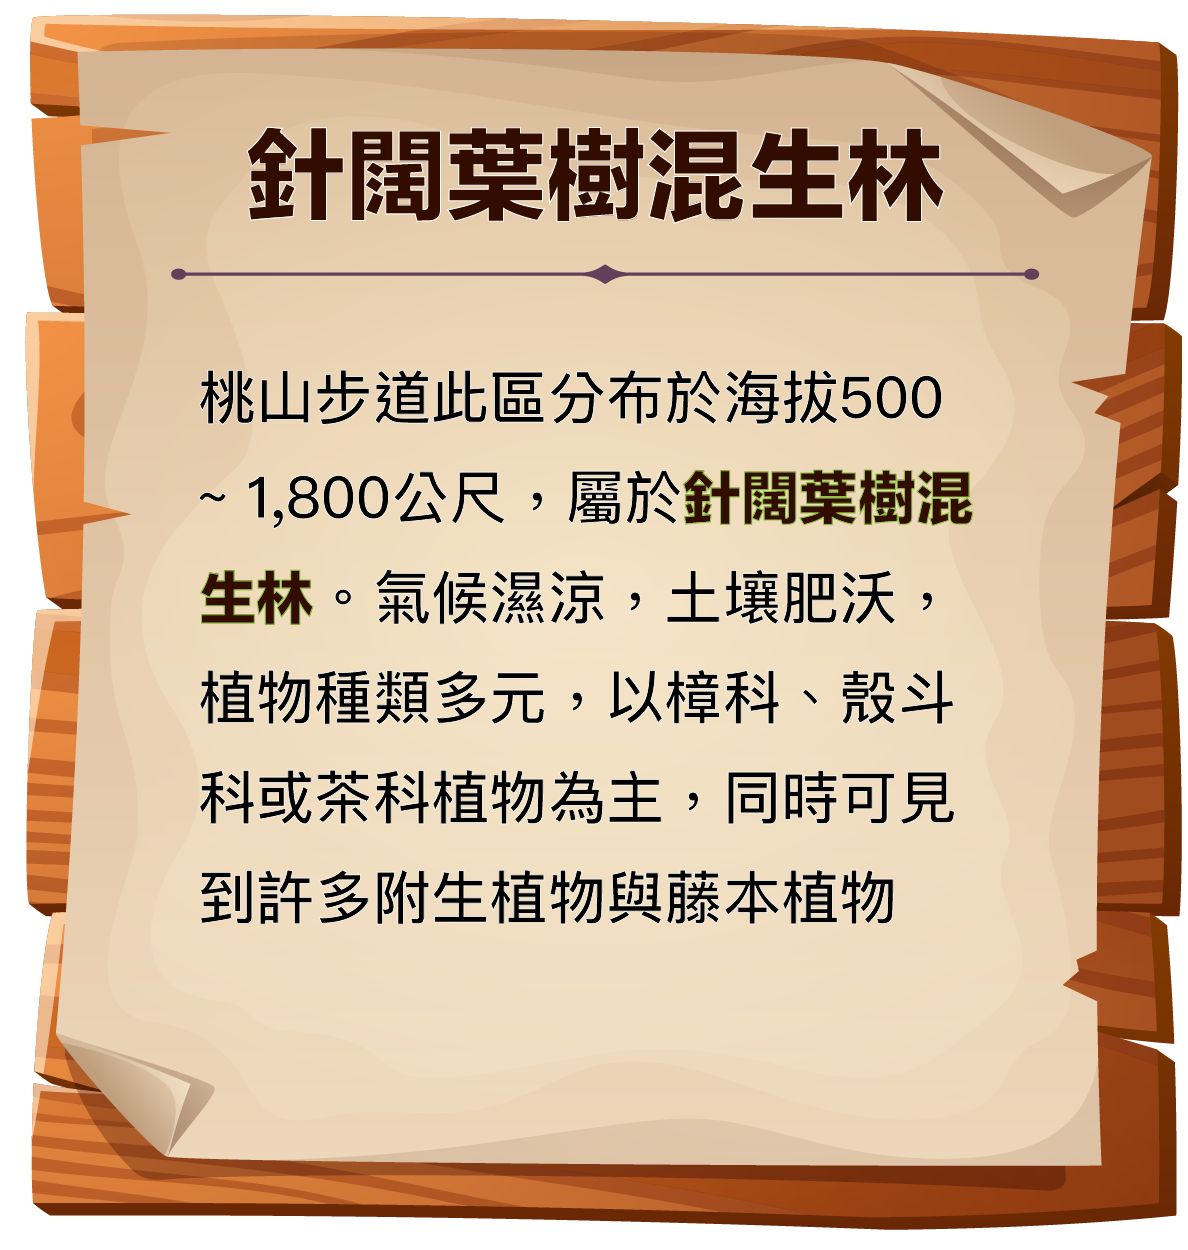 針闊葉樹混生林
桃山步道此區分布於海拔500
~ 1,800公尺，屬於針闊葉樹混
生林。氣候濕涼，土壤肥沃，
植物種類多元，以樟科、殼斗
科或茶科植物為主，同時可見
到許多附生植物與藤本植物